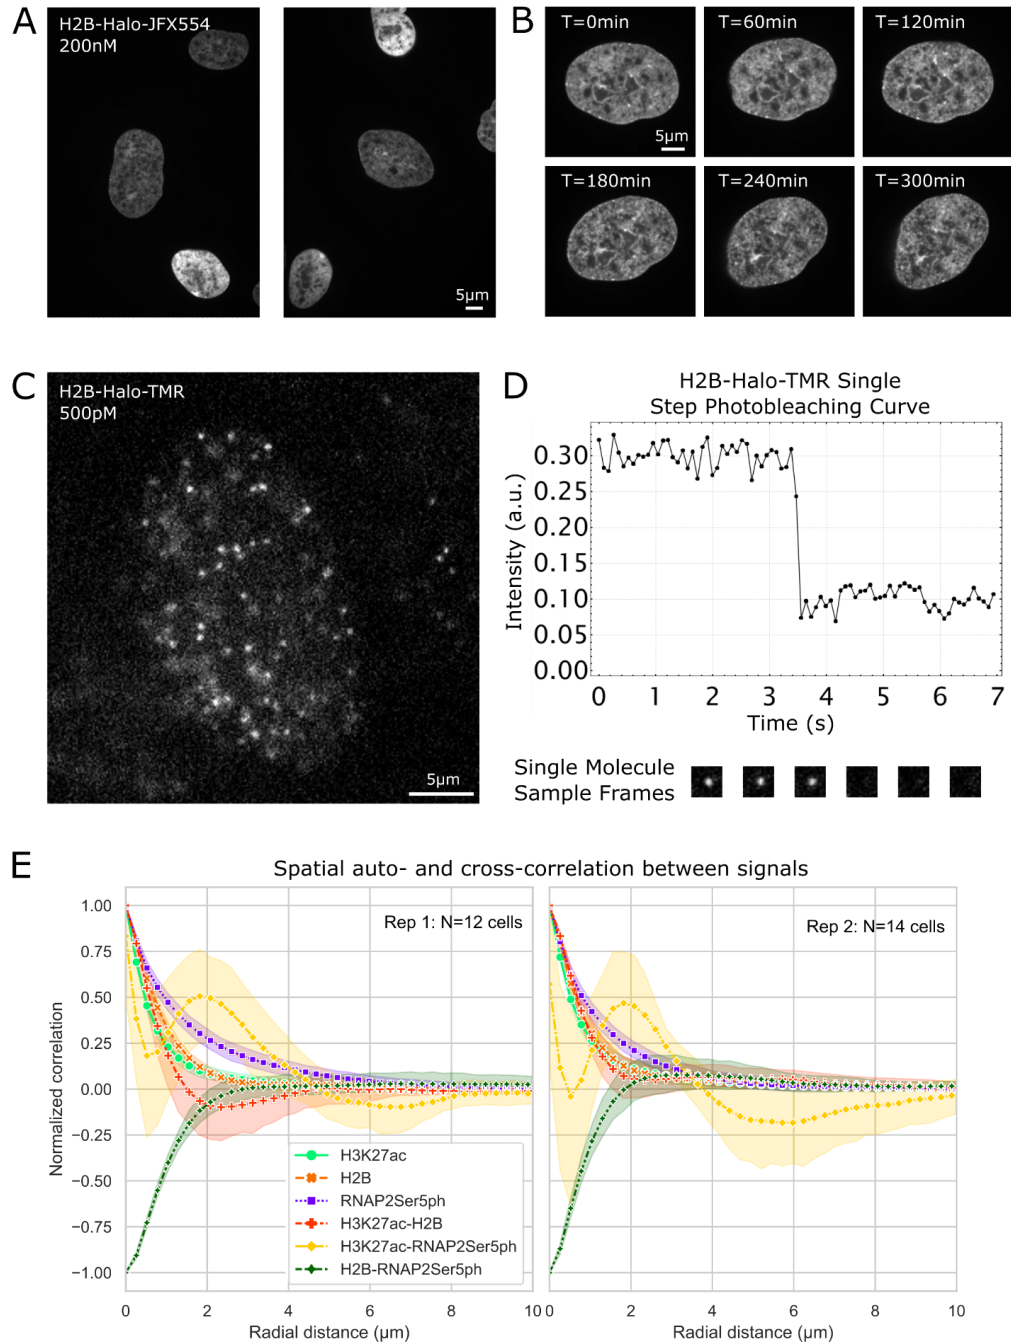 A
H2B-Halo-JFX554
200nM
5μm
B
T=0min
T=60min
T=120min
5μm
T=180min
T=240min
T=300min
C
H2B-Halo-TMR
500pM
5μm
D
H2B-Halo-TMR Single
Step Photobleaching Curve
Intensity (a.u.)
0.30
0.25
0.20
0.15
0.10
0.05
0.00
0 1 2 3 4 5 6 7
Time (s)
Single Molecule
Sample Frames
E
Spatial auto- and cross-correlation between signals
Normalized correlation
1.00
0.75
0.50
0.25
0.00
−0.25
−0.50
−0.75
−1.00
Rep 1: N=12 cells
H3K27ac
H2B
RNAP2Ser5ph
H3K27ac-H2B
H3K27ac-RNAP2Ser5ph
H2B-RNAP2Ser5ph
0 2 4 6 8 10
Radial distance (μm)
Rep 2: N=14 cells
0 2 4 6 8 10
Radial distance (μm)